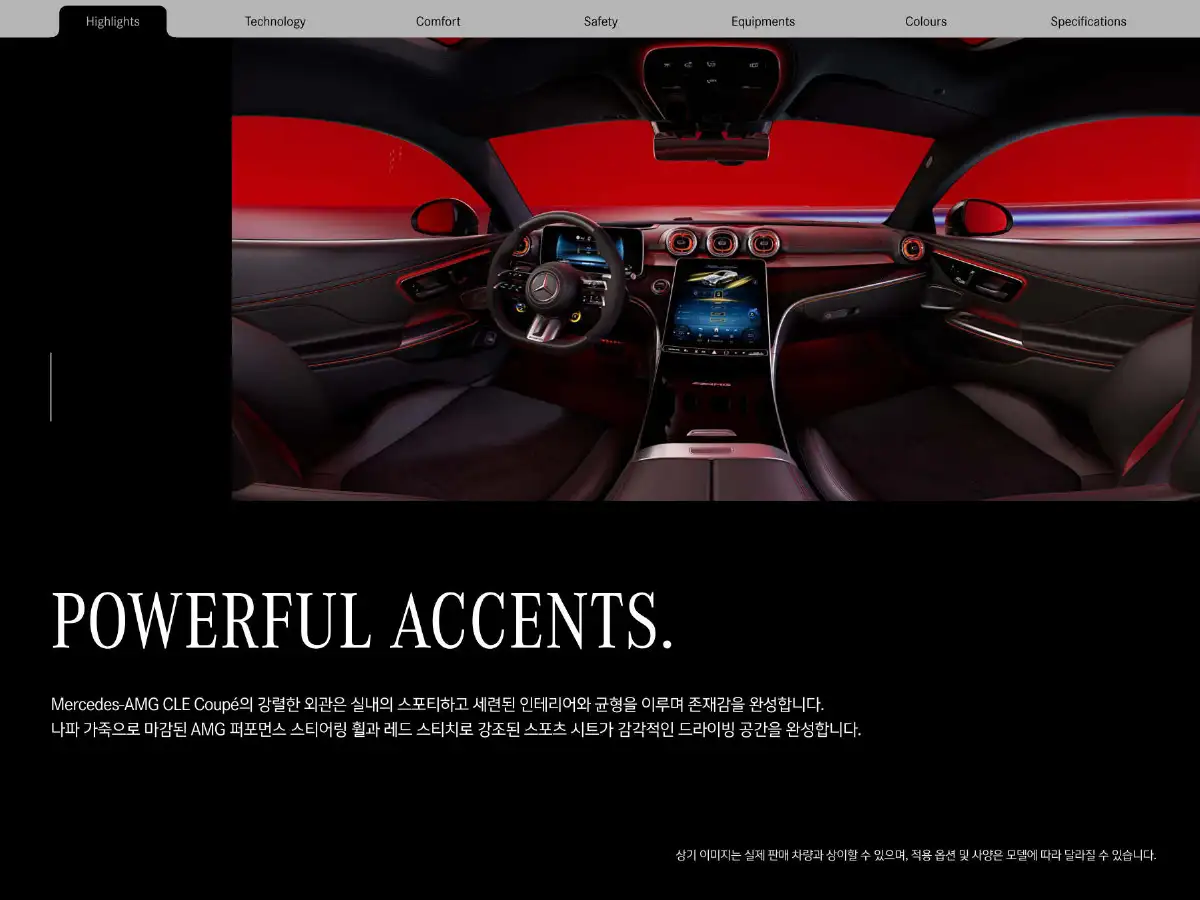 Highlights
Technology
Comfort
Safety
Equipments
Colours
Specifications
POWERFUL ACCENTS.
Mercedes-AMG CLE Coupé의 강렬한 외관은 실내의 스포티하고 세련된 인테리어와 균형을 이루며 존재감을 완성합니다.
나파 가죽으로 마감된 AMG 퍼포먼스 스티어링 휠과 레드 스티치로 강조된 스포츠 시트가 감각적인 드라이빙 공간을 완성합니다.
상기 이미지는 실제 판매 차량과 상이할 수 있으며, 적용 옵션 및 사양은 모델에 따라 달라질 수 있습니다.